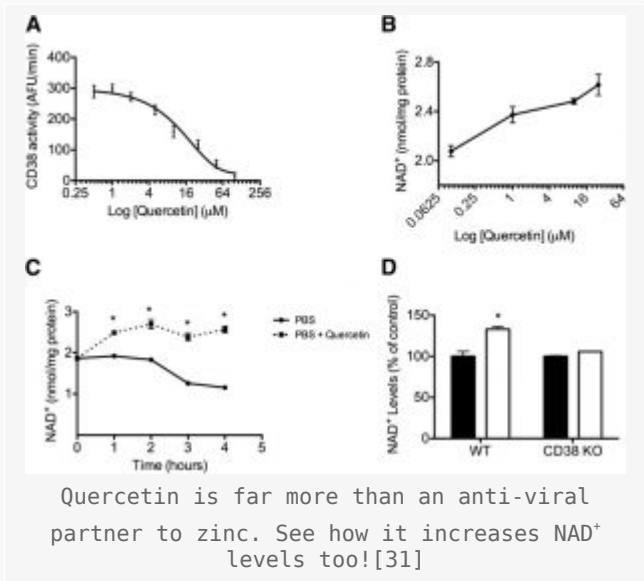 A
CD38 activity (AFU/min)
400
300
200
100
0
0.25
1
4
16
64
256
Log [Quercetin] (μM)
B
NAD⁺ (nmol/mg protein)
2.8
2.4
2.0
0.0625
0.25
1
4
16
64
Log [Quercetin] (μM)
C
NAD⁺ (nmol/mg protein)
3
2
1
* * * *
0 1 2 3 4 5
Time (hours)
PBS
PBS + Quercetin
D
NAD⁺ Levels (% of control)
150
100
50
0
*
WT
CD38 KO
Quercetin is far more than an anti-viral
partner to zinc. See how it increases NAD⁺
levels too![31]